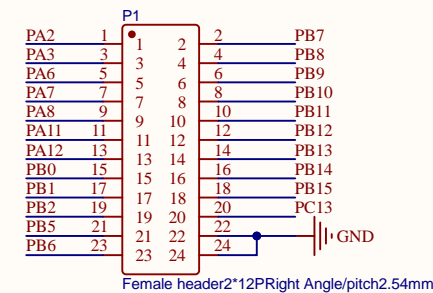 P1
PA2 1 1 2 2 PB7
PA3 3 3 4 4 PB8
PA6 5 5 6 6 PB9
PA7 7 7 8 8 PB10
PA8 9 9 10 10 PB11
PA11 11 11 12 12 PB12
PA12 13 13 14 14 PB13
PB0 15 15 16 16 PB14
PB1 17 17 18 18 PB15
PB2 19 19 20 20 PC13
PB5 21 21 22 22 GND
PB6 23 23 24 24
Female header2*12PRight Angle/pitch2.54mm